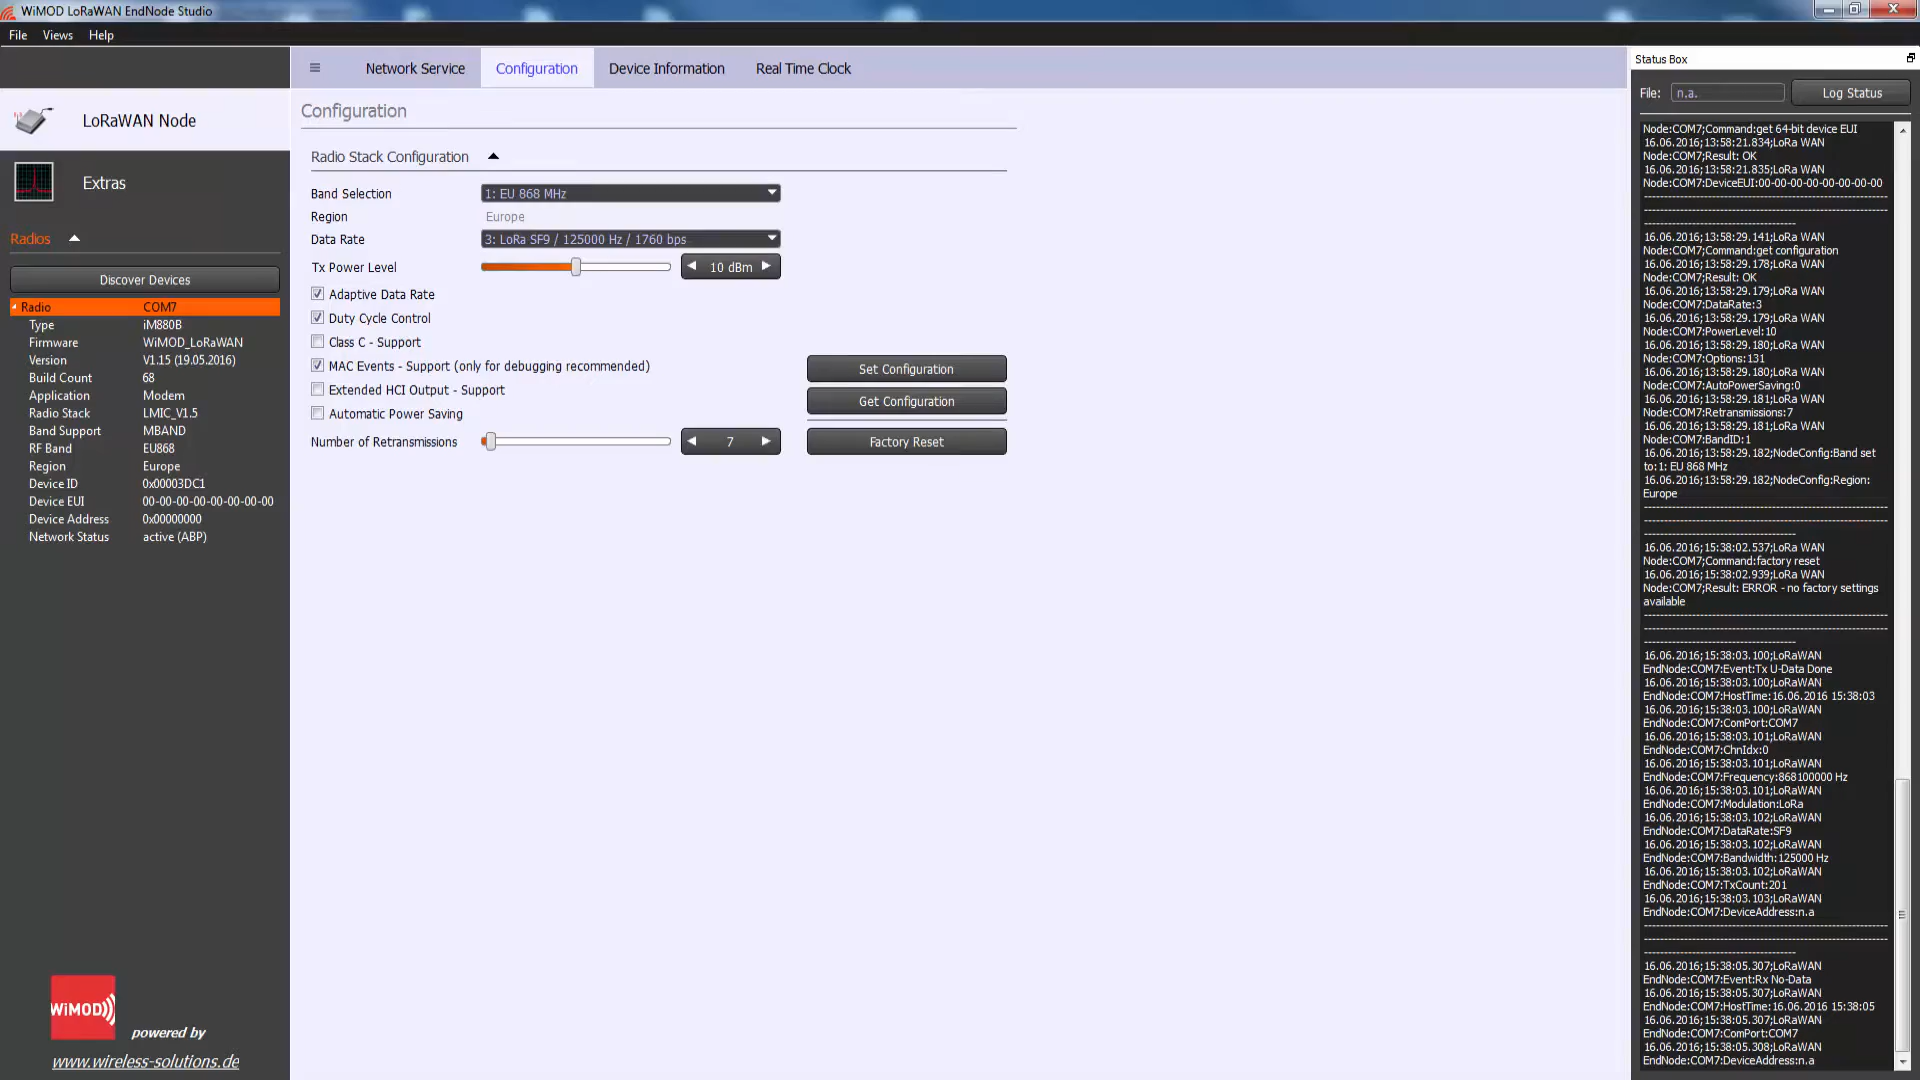 WiMOD LoRaWAN EndNode Studio
File Views Help
LoRaWAN Node
Extras
Radios
Discover Devices
Radio COM7
Type iM880B
Firmware WiMOD_LoRaWAN
Version V1.15 (19.05.2016)
Build Count 68
Application Modem
Radio Stack LMIC_V1.5
Band Support MBAND
RF Band EU868
Region Europe
Device ID 0x00003DC1
Device EUI 00-00-00-00-00-00-00-00
Device Address 0x00000000
Network Status active (ABP)
WiMOD
powered by
www.wireless-solutions.de
Network Service Configuration Device Information Real Time Clock
Configuration
Radio Stack Configuration
Band Selection 1: EU 868 MHz
Region Europe
Data Rate 3: LoRa SF9 / 125000 Hz / 1760 bps
Tx Power Level 10 dBm
Adaptive Data Rate
Duty Cycle Control
Class C - Support
MAC Events - Support (only for debugging recommended)
Extended HCI Output - Support
Automatic Power Saving
Number of Retransmissions 7
Set Configuration
Get Configuration
Factory Reset
Status Box
File: n.a. Log Status
Node:COM7;Command:get 64-bit device EUI
16.06.2016;13:58:21.834;LoRa WAN
Node:COM7;Result: OK
16.06.2016;13:58:21.835;LoRa WAN
Node:COM7:DeviceEUI:00-00-00-00-00-00-00-00
16.06.2016;13:58:29.141;LoRa WAN
Node:COM7;Command:get configuration
16.06.2016;13:58:29.178;LoRa WAN
Node:COM7;Result: OK
16.06.2016;13:58:29.179;LoRa WAN
Node:COM7:DataRate:3
16.06.2016;13:58:29.179;LoRa WAN
Node:COM7:PowerLevel:10
16.06.2016;13:58:29.180;LoRa WAN
Node:COM7:Options:131
16.06.2016;13:58:29.180;LoRa WAN
Node:COM7:AutoPowerSaving:0
16.06.2016;13:58:29.181;LoRa WAN
Node:COM7:Retransmissions:7
16.06.2016;13:58:29.181;LoRa WAN
Node:COM7:BandID:1
16.06.2016;13:58:29.182;NodeConfig:Band set
to:1: EU 868 MHz
16.06.2016;13:58:29.182;NodeConfig:Region:
Europe
16.06.2016;15:38:02.537;LoRa WAN
Node:COM7;Command:factory reset
16.06.2016;15:38:02.939;LoRa WAN
Node:COM7;Result: ERROR - no factory settings
available
16.06.2016;15:38:03.100;LoRaWAN
EndNode:COM7:Event:Tx U-Data Done
16.06.2016;15:38:03.100;LoRaWAN
EndNode:COM7:HostTime:16.06.2016 15:38:03
16.06.2016;15:38:03.100;LoRaWAN
EndNode:COM7:ComPort:COM7
16.06.2016;15:38:03.101;LoRaWAN
EndNode:COM7:ChnIdx:0
16.06.2016;15:38:03.101;LoRaWAN
EndNode:COM7:Frequency:868100000 Hz
16.06.2016;15:38:03.101;LoRaWAN
EndNode:COM7:Modulation:LoRa
16.06.2016;15:38:03.102;LoRaWAN
EndNode:COM7:DataRate:SF9
16.06.2016;15:38:03.102;LoRaWAN
EndNode:COM7:Bandwidth:125000 Hz
16.06.2016;15:38:03.102;LoRaWAN
EndNode:COM7:TxCount:201
16.06.2016;15:38:03.103;LoRaWAN
EndNode:COM7:DeviceAddress:n.a
16.06.2016;15:38:05.307;LoRaWAN
EndNode:COM7:Event:Rx No-Data
16.06.2016;15:38:05.307;LoRaWAN
EndNode:COM7:HostTime:16.06.2016 15:38:05
16.06.2016;15:38:05.307;LoRaWAN
EndNode:COM7:ComPort:COM7
16.06.2016;15:38:05.308;LoRaWAN
EndNode:COM7:DeviceAddress:n.a